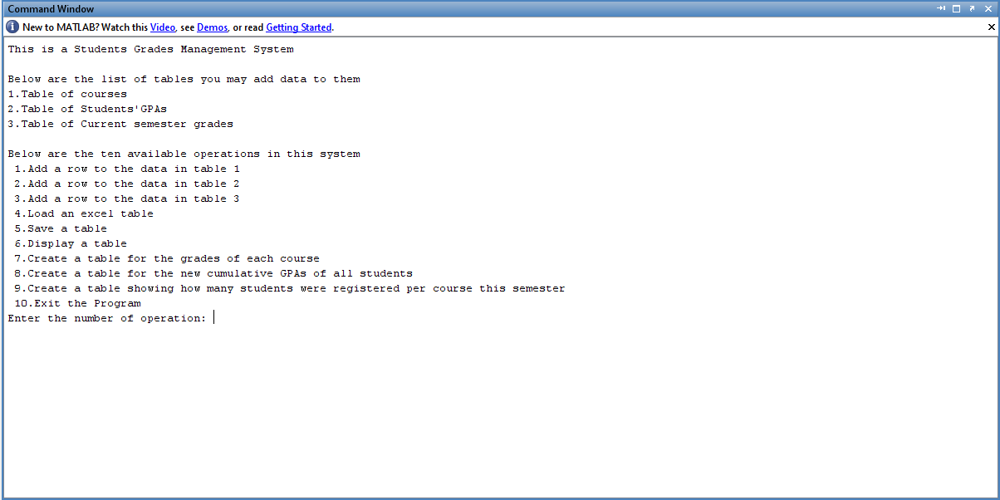 Command Window
New to MATLAB? Watch this Video, see Demos, or read Getting Started.
This is a Students Grades Management System
Below are the list of tables you may add data to them
1.Table of courses
2.Table of Students'GPAs
3.Table of Current semester grades
Below are the ten available operations in this system
1.Add a row to the data in table 1
2.Add a row to the data in table 2
3.Add a row to the data in table 3
4.Load an excel table
5.Save a table
6.Display a table
7.Create a table for the grades of each course
8.Create a table for the new cumulative GPAs of all students
9.Create a table showing how many students were registered per course this semester
10.Exit the Program
Enter the number of operation: